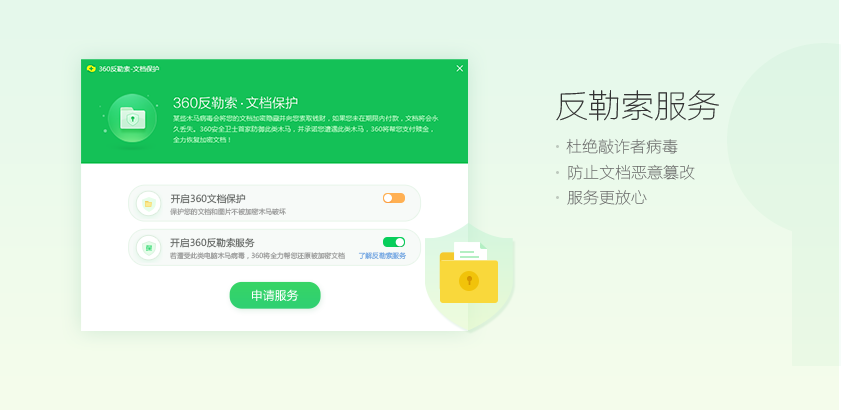 360反勒索·文档保护
360反勒索·文档保护
某些木马病毒会将您的文档加密隐藏并向您索取钱财，如果您未在期限内付款，文档将会永
久丢失。360安全卫士首家防御此类木马，并承诺您遭遇此类木马，360将帮您支付赎金，
全力恢复加密文档！
开启360文档保护
保护您的文档和图片不被加密木马破坏
开启360反勒索服务
若遭受此类电脑木马病毒，360将全力帮您还原被加密文档 了解反勒索服务
申请服务
反勒索服务
· 杜绝敲诈者病毒
· 防止文档恶意篡改
· 服务更放心